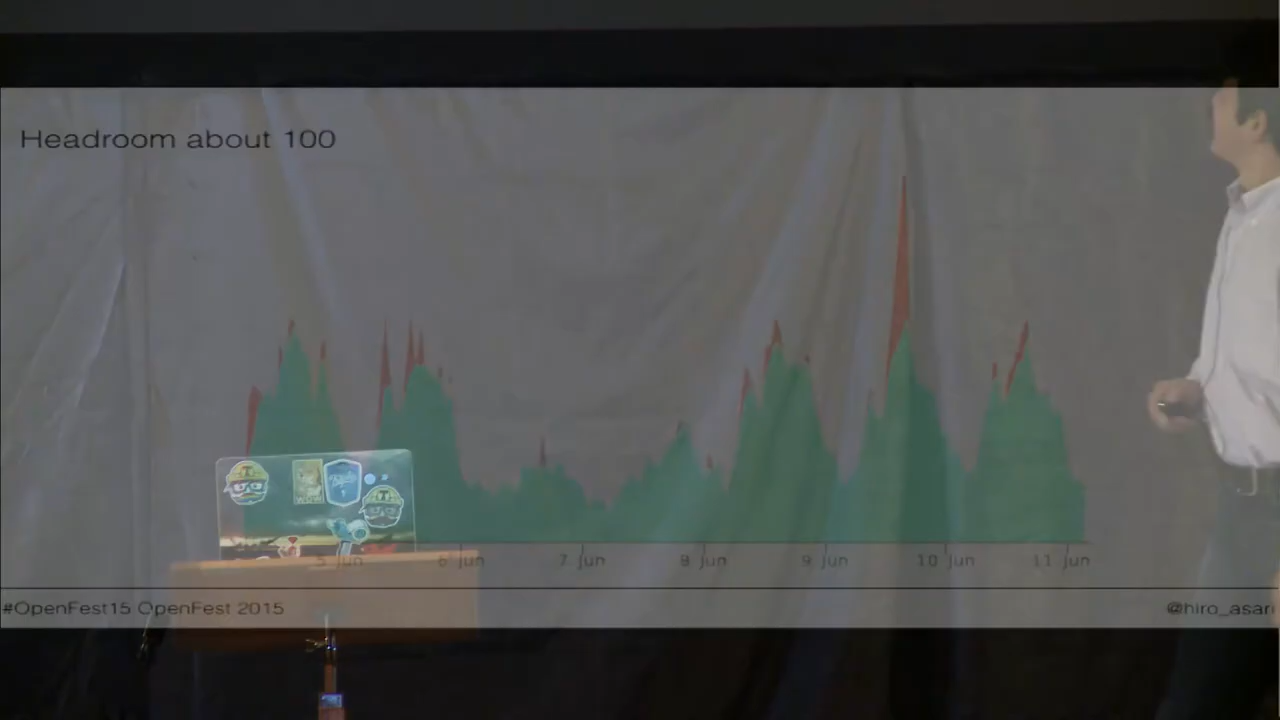 Headroom about 100
WOW
5 Jun 6 Jun 7 Jun 8 Jun 9 Jun 10 Jun 11 Jun
#OpenFest15 OpenFest 2015 @hiro_asari